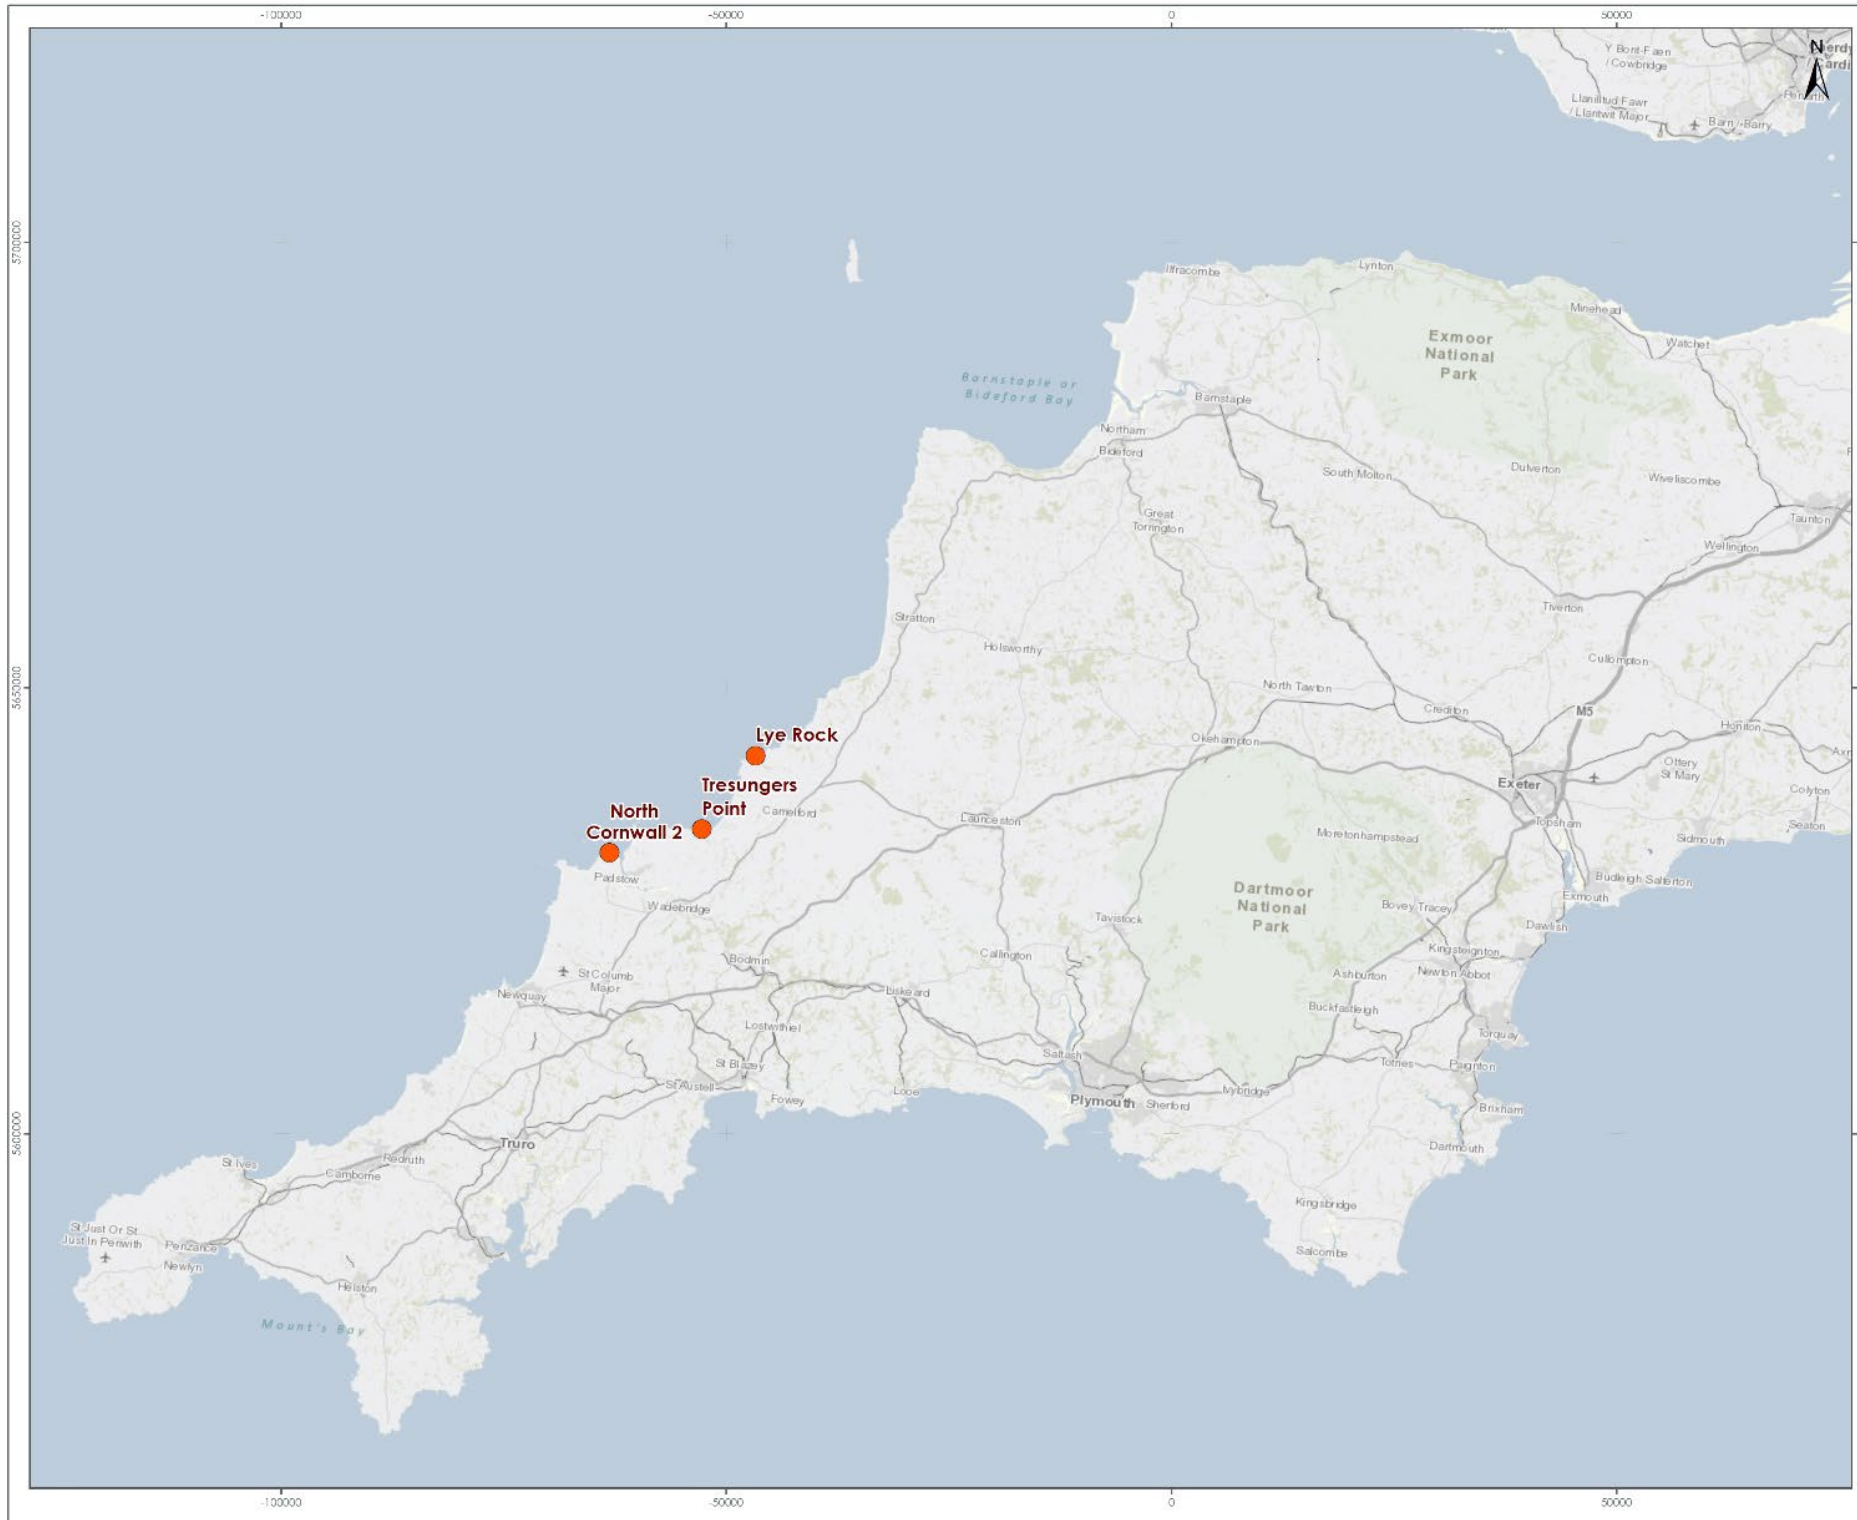 -100000
-50000
0
50000
Y Bont-Faen
/ Cowbridge
N
Llanilltud Fawr
/ Llantwit Major
Barri / Barry
5700000
Ilfracombe
Lynton
Minehead
Watchet
Exmoor
National
Park
Barnstaple or
Bideford Bay
Barnstaple
Northam
Bideford
South Molton
Dulverton
Wiveliscombe
Great
Torrington
Taunton
Wellington
Tiverton
Stratton
Holsworthy
Cullompton
5650000
North Tawton
Crediton
M5
Honiton
Lye Rock
Okehampton
Ottery
St Mary
Exeter
Colyton
Tresungers
Point
Camelford
North
Cornwall 2
Launceston
Topsham
Moretonhampstead
Sidmouth
Seaton
Padstow
Budleigh Salterton
Exmouth
Dartmoor
National
Park
Wadebridge
Tavistock
Bovey Tracey
Dawlish
Bodmin
Callington
Kingsteignton
Newton Abbot
Ashburton
St Columb
Major
Newquay
Liskeard
Buckfastleigh
Lostwithiel
Torquay
Saltash
St Blazey
Totnes
Paignton
St Austell
Looe
Ivybridge
Fowey
Plymouth
Sherford
Brixham
5600000
Truro
Dartmouth
St Ives
Redruth
Camborne
Kingsbridge
St Just Or St
Just In Penwith
Penzance
Salcombe
Newlyn
Helston
Mount's Bay
-100000
-50000
0
50000